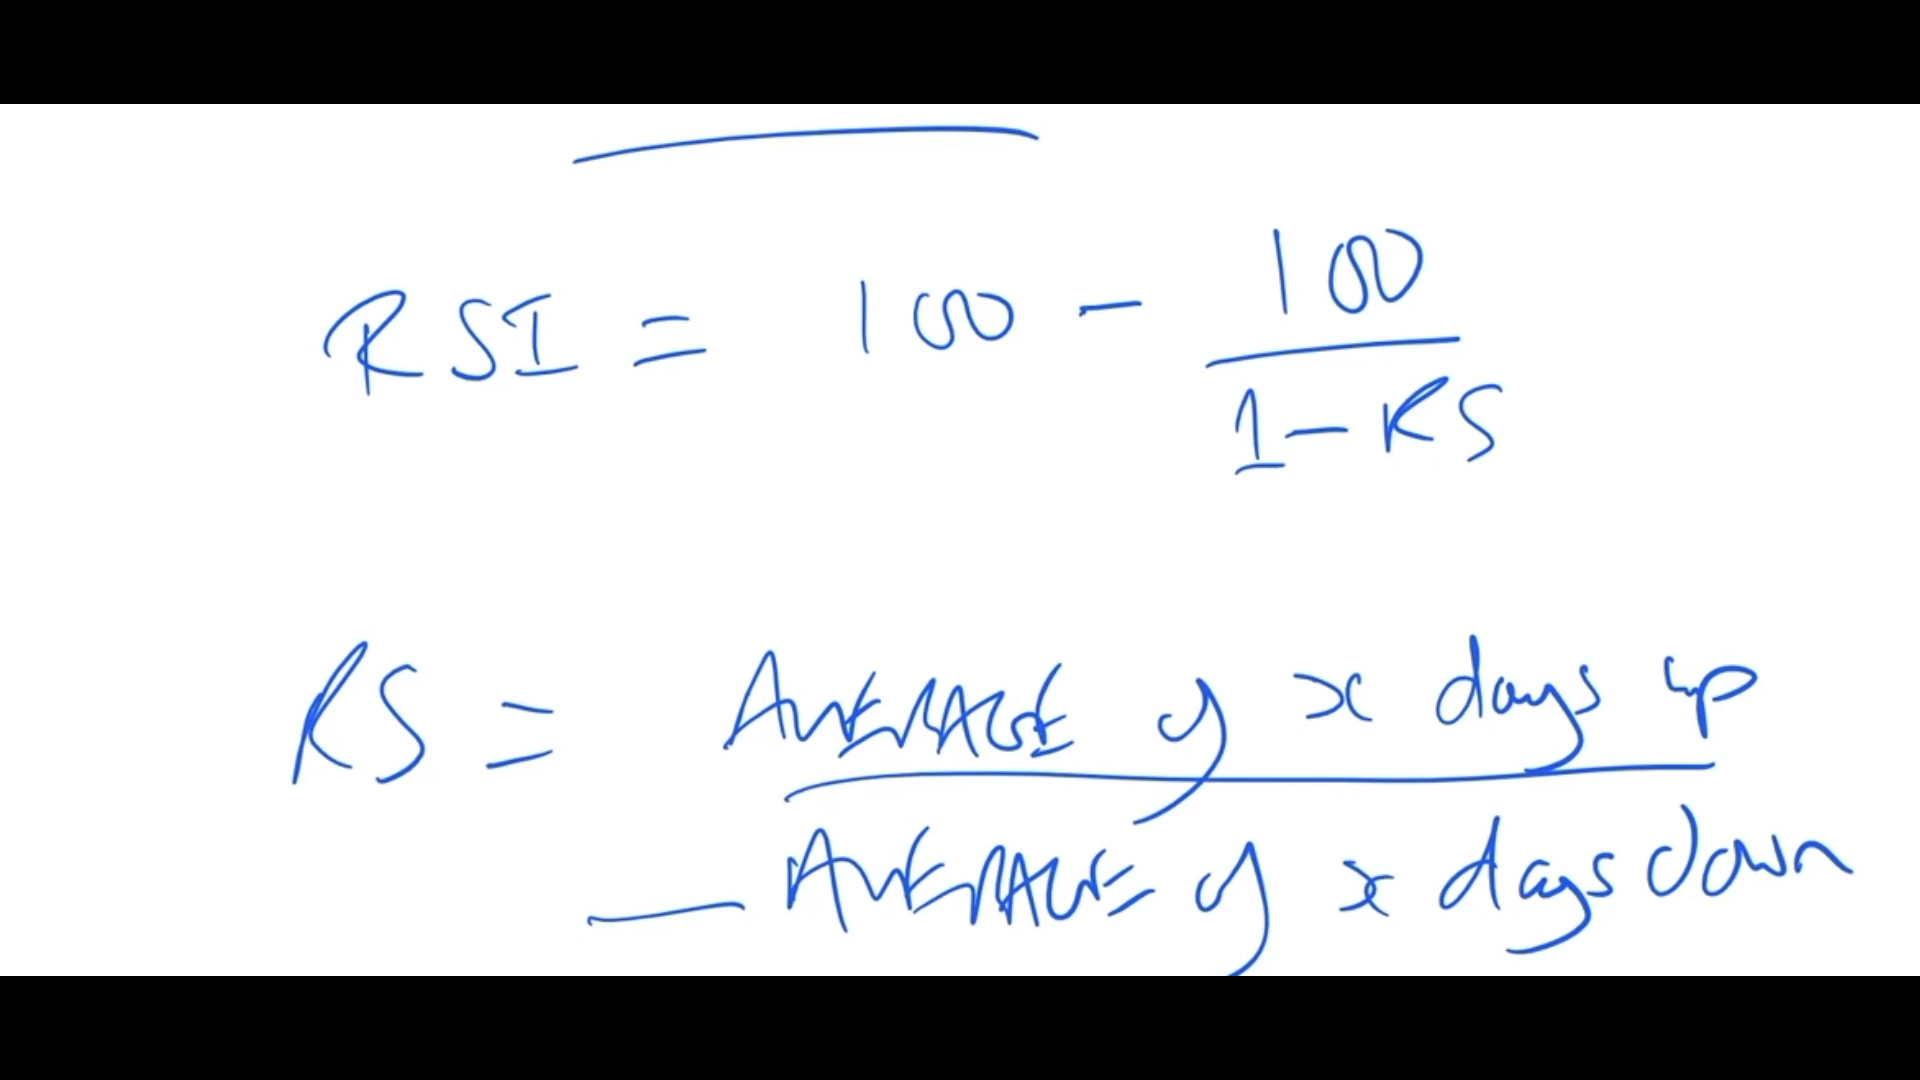 RSI = 100 - 100
1 - RS
RS = AVERAGE of x days up
— AVERAGE of x days down